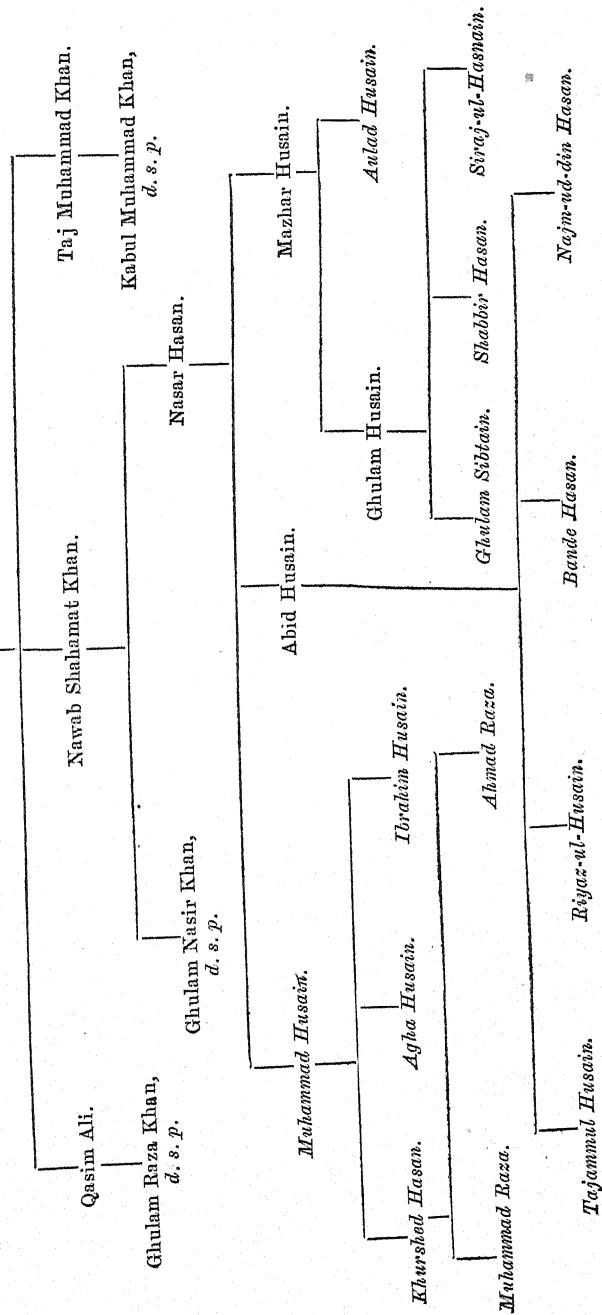 Qasim Ali.
Nawab Shahamat Khan.
Taj Muhammad Khan.
Ghulam Raza Khan,
d. s. p.
Kabul Muhammad Khan,
d. s. p.
Ghulam Nasir Khan,
d. s. p.
Nasar Hasan.
Muhammad Husain.
Abid Husain.
Mazhar Husain.
Khurshed Hasan.
Agha Husain.
Ibrahim Husain.
Ghulam Husain.
Aulad Husain.
Muhammad Raza.
Ahmad Raza.
Ghulam Sibtain.
Shabbir Hasan.
Siraj-ul-Hasnain.
Tajammul Husain.
Riyaz-ul-Husain.
Bande Hasan.
Najm-ud-din Hasan.